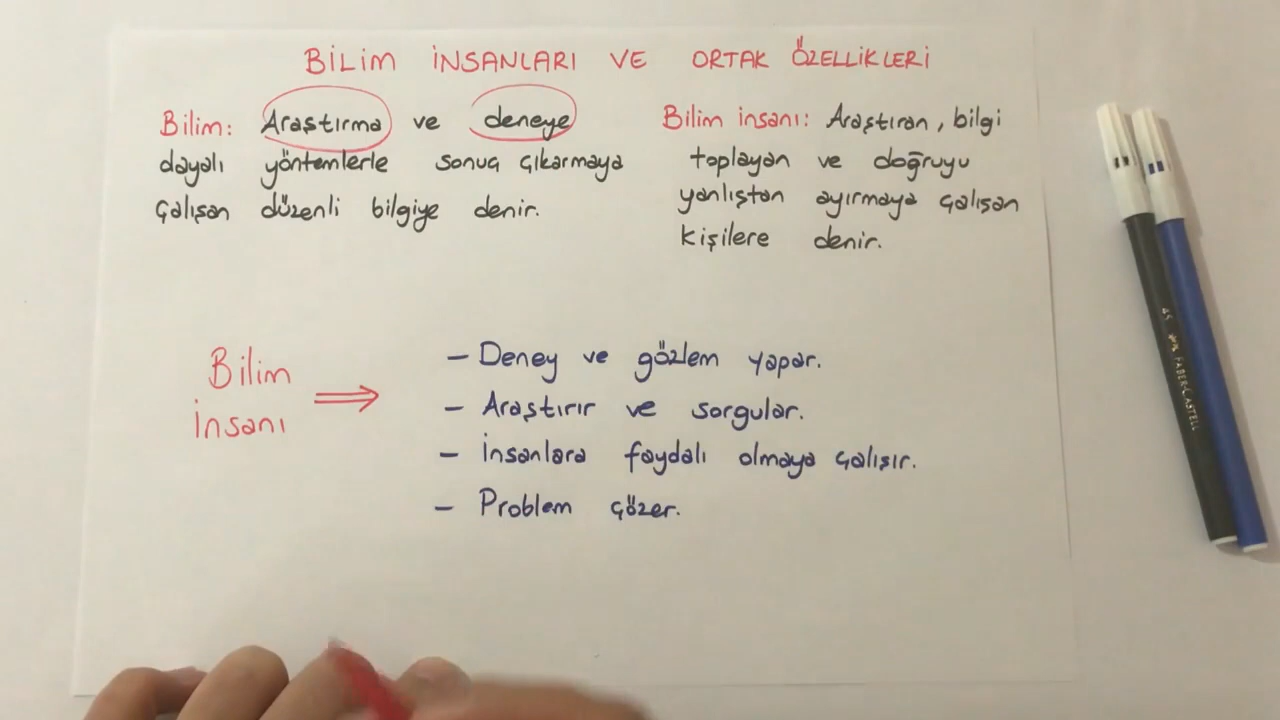 BİLİM İNSANLARI VE ORTAK ÖZELLİKLERİ
Bilim: Araştırma ve deneye
dayalı yöntemlerle sonuç çıkarmaya
çalışan düzenli bilgiye denir.
Bilim insanı: Araştıran, bilgi
toplayan ve doğruyu
yanlıştan ayırmaya çalışan
kişilere denir.
Bilim
insanı
– Deney ve gözlem yapar.
– Araştırır ve sorgular.
– İnsanlara faydalı olmaya çalışır.
– Problem çözer.
45 FABER-CASTELL